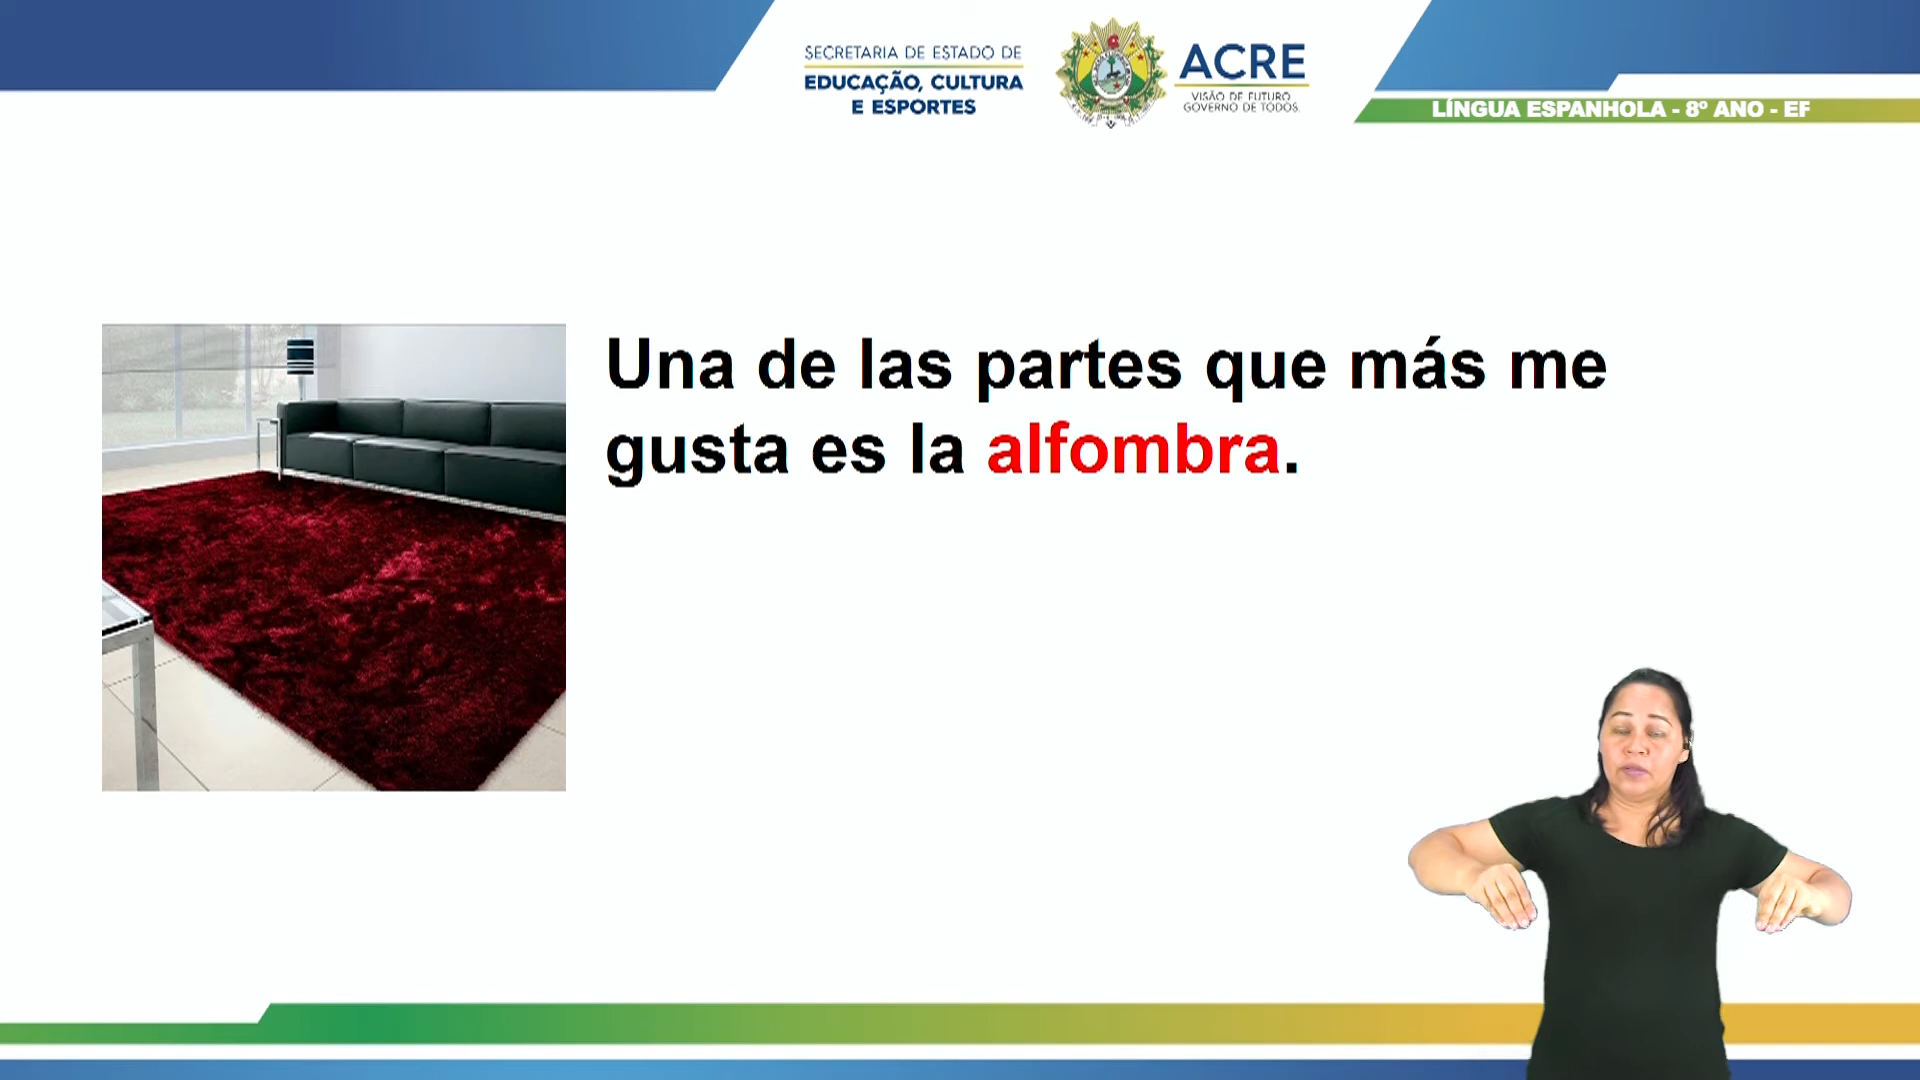 SECRETARIA DE ESTADO DE
EDUCAÇÃO, CULTURA
E ESPORTES
ACRE
VISÃO DE FUTURO
GOVERNO DE TODOS.
LÍNGUA ESPANHOLA - 8º ANO - EF
Una de las partes que más me
gusta es la alfombra.